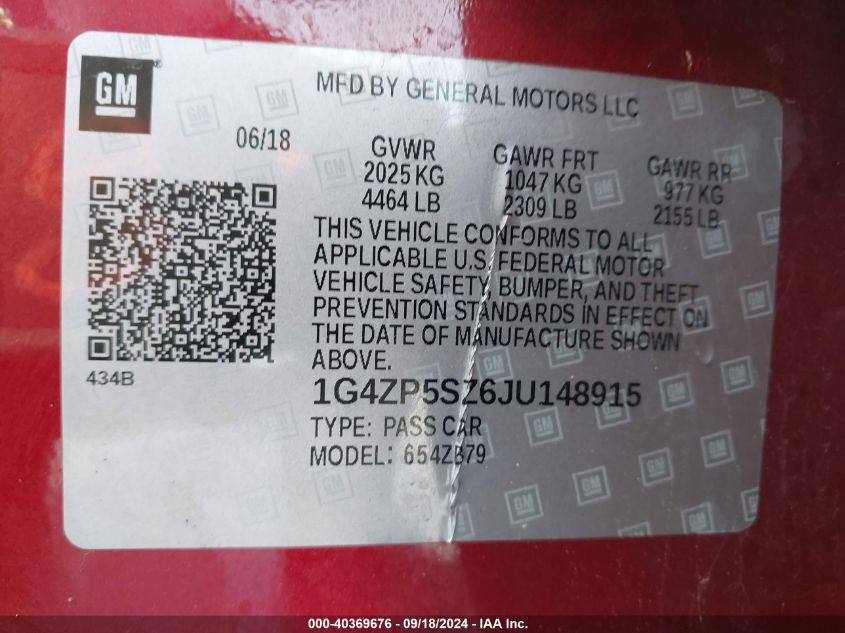 GM
MFD BY GENERAL MOTORS LLC
06/18
GVWR
2025 KG
4464 LB
GAWR FRT
1047 KG
2309 LB
GAWR RR
977 KG
2155 LB
THIS VEHICLE CONFORMS TO ALL
APPLICABLE U.S. FEDERAL MOTOR
VEHICLE SAFETY, BUMPER, AND THEFT
PREVENTION STANDARDS IN EFFECT ON
THE DATE OF MANUFACTURE SHOWN
ABOVE.
434B
1G4ZP5SZ6JU148915
TYPE: PASS CAR
MODEL: 654ZB79
000-40369676 - 09/18/2024 - IAA Inc.